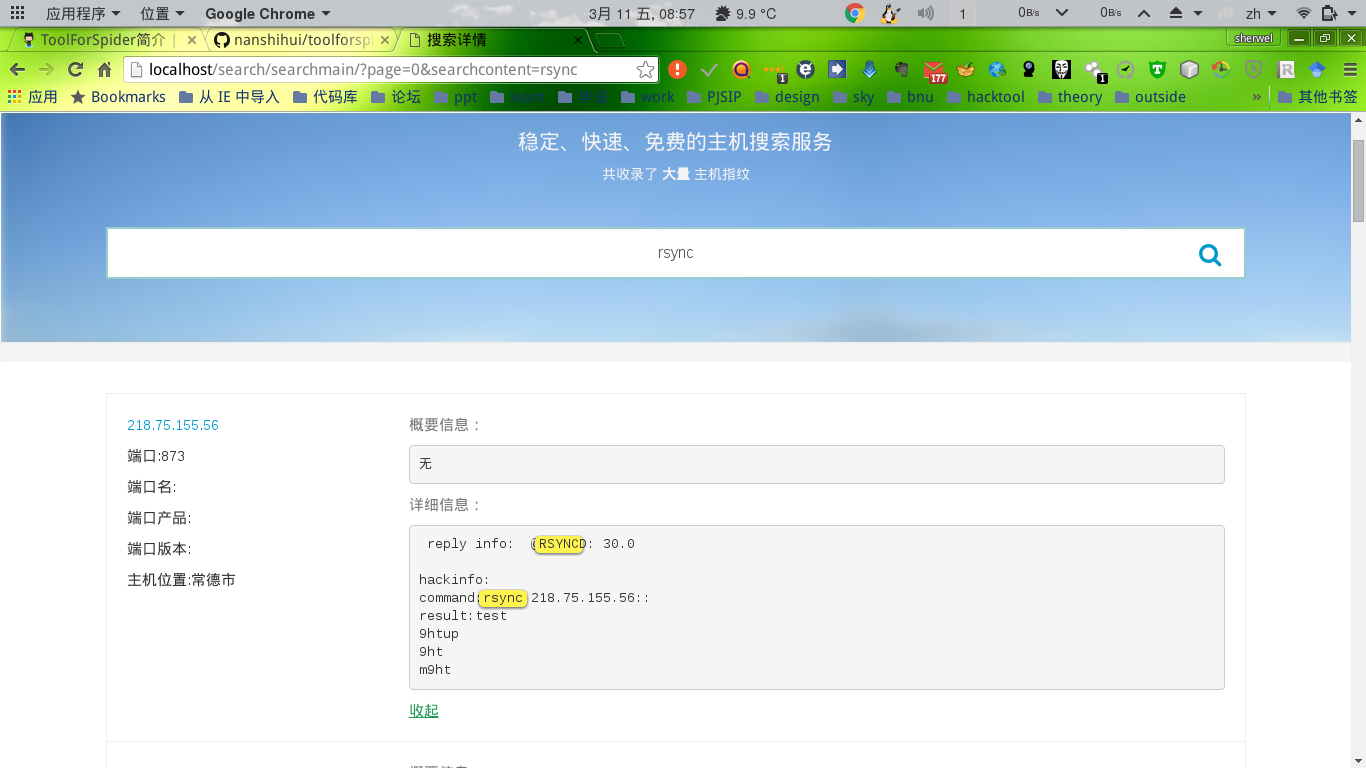 应用程序 位置 Google Chrome 3月 11 五, 08:57 9.9 °C 1 0B/s 0B/s zh
ToolForSpider简介 | nanshihui/toolforspi 搜索详情 sherwel
localhost/search/searchmain/?page=0&searchcontent=rsync 1 177 1
应用 Bookmarks 从 IE 中导入 代码库 论坛 ppt work PJSIP design sky bnu hacktool theory outside » 其他书签
稳定、快速、免费的主机搜索服务
共收录了 大量 主机指纹
rsync
218.75.155.56
端口:873
端口名:
端口产品:
端口版本:
主机位置:常德市
概要信息：
无
详细信息：
reply info: @RSYNCD: 30.0
hackinfo:
command:rsync 218.75.155.56::
result:test
9htup
9ht
m9ht
收起